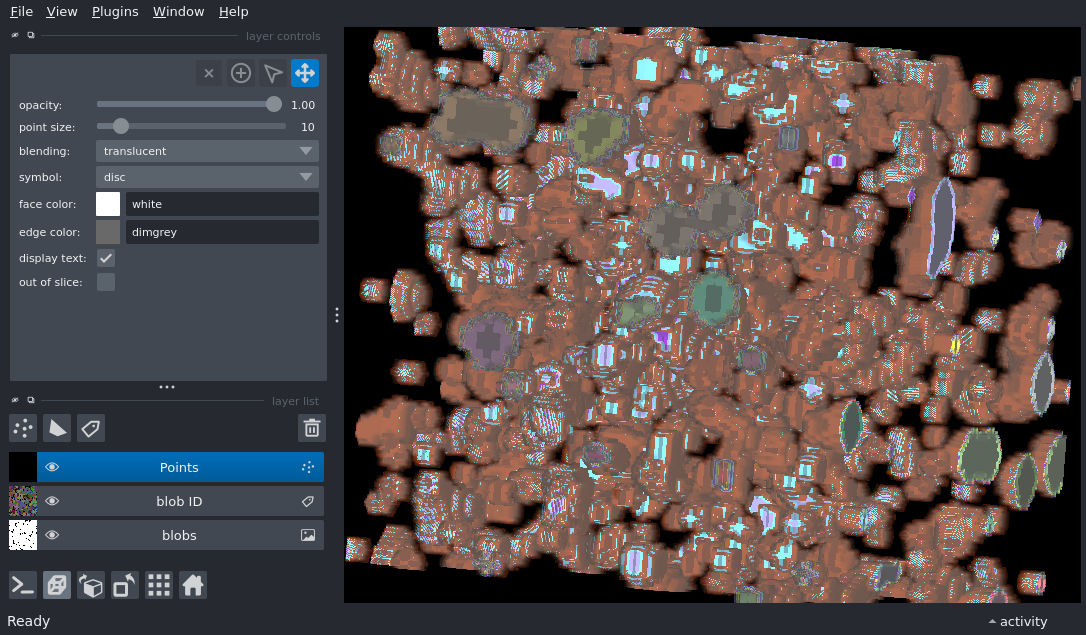 File View Plugins Window Help
layer controls
opacity: 1.00
point size: 10
blending: translucent
symbol: disc
face color: white
edge color: dimgrey
display text:
out of slice:
layer list
Points
blob ID
blobs
Ready
activity